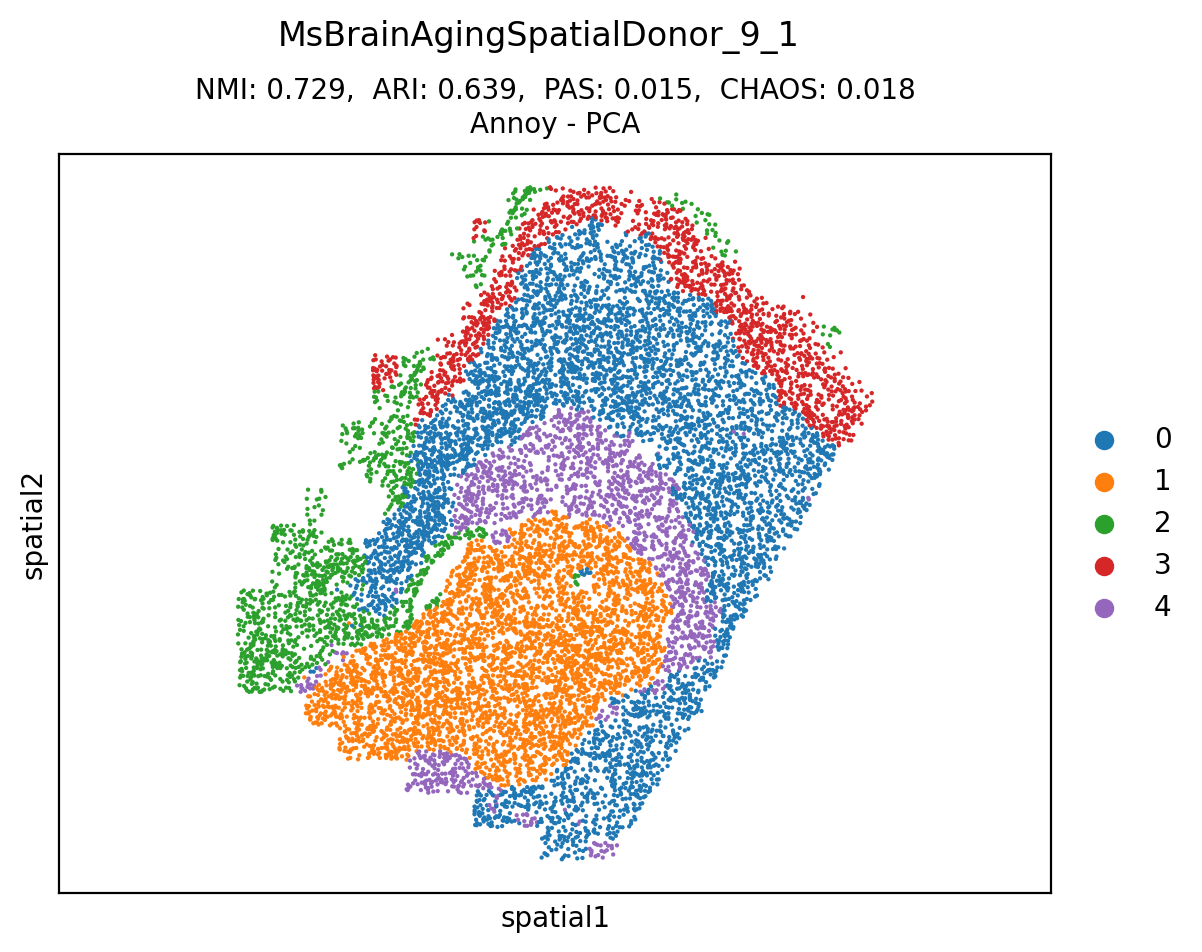 MsBrainAgingSpatialDonor_9_1
NMI: 0.729,  ARI: 0.639,  PAS: 0.015,  CHAOS: 0.018
Annoy - PCA
spatial2
0
1
2
3
4
spatial1